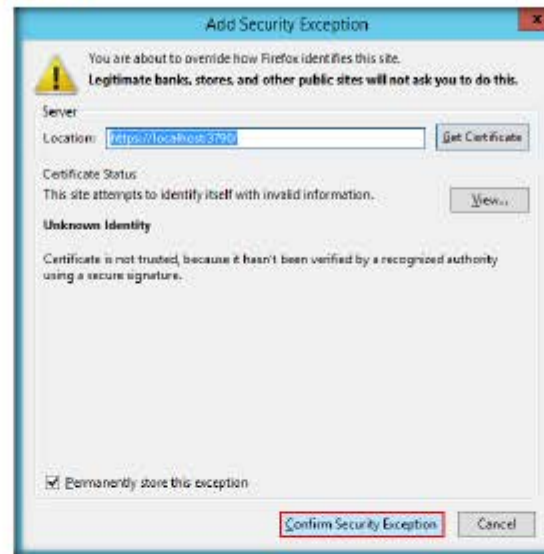 Add Security Exception
x
You are about to override how Firefox identifies this site.
Legitimate banks, stores, and other public sites will not ask you to do this.
Server
Location: https://localhost:3790/ Get Certificate
Certificate Status
This site attempts to identify itself with invalid information. View...
Unknown Identity
Certificate is not trusted, because it hasn't been verified by a recognized authority
using a secure signature.
Permanently store this exception
Confirm Security Exception Cancel